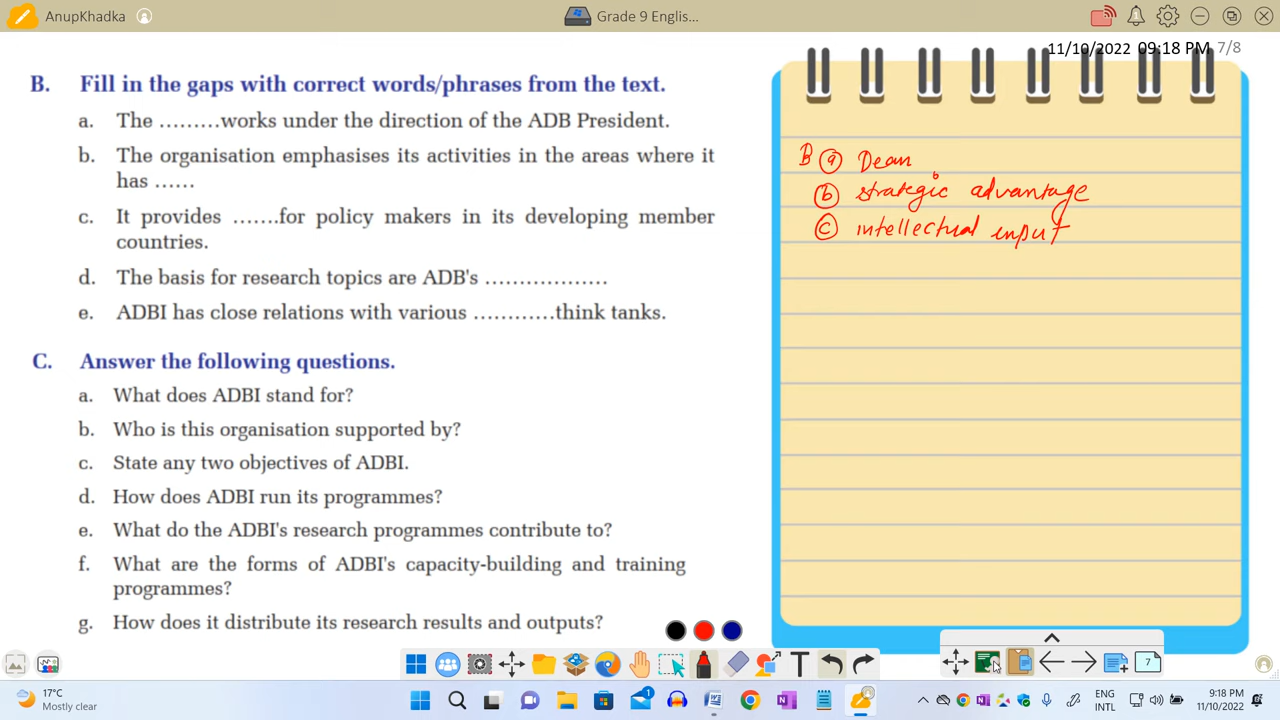 AnupKhadka
Grade 9 Englis...
11/10/2022 09:18 PM 7/8
B. Fill in the gaps with correct words/phrases from the text.
a. The .........works under the direction of the ADB President.
b. The organisation emphasises its activities in the areas where it
has ......
c. It provides .......for policy makers in its developing member
countries.
d. The basis for research topics are ADB's ..................
e. ADBI has close relations with various ............think tanks.
C. Answer the following questions.
a. What does ADBI stand for?
b. Who is this organisation supported by?
c. State any two objectives of ADBI.
d. How does ADBI run its programmes?
e. What do the ADBI's research programmes contribute to?
f. What are the forms of ADBI's capacity-building and training
programmes?
g. How does it distribute its research results and outputs?
B a Dean
b strategic advantage
c intellectual input
T
7
17°C
Mostly clear
1
ENG
INTL
9:18 PM
11/10/2022